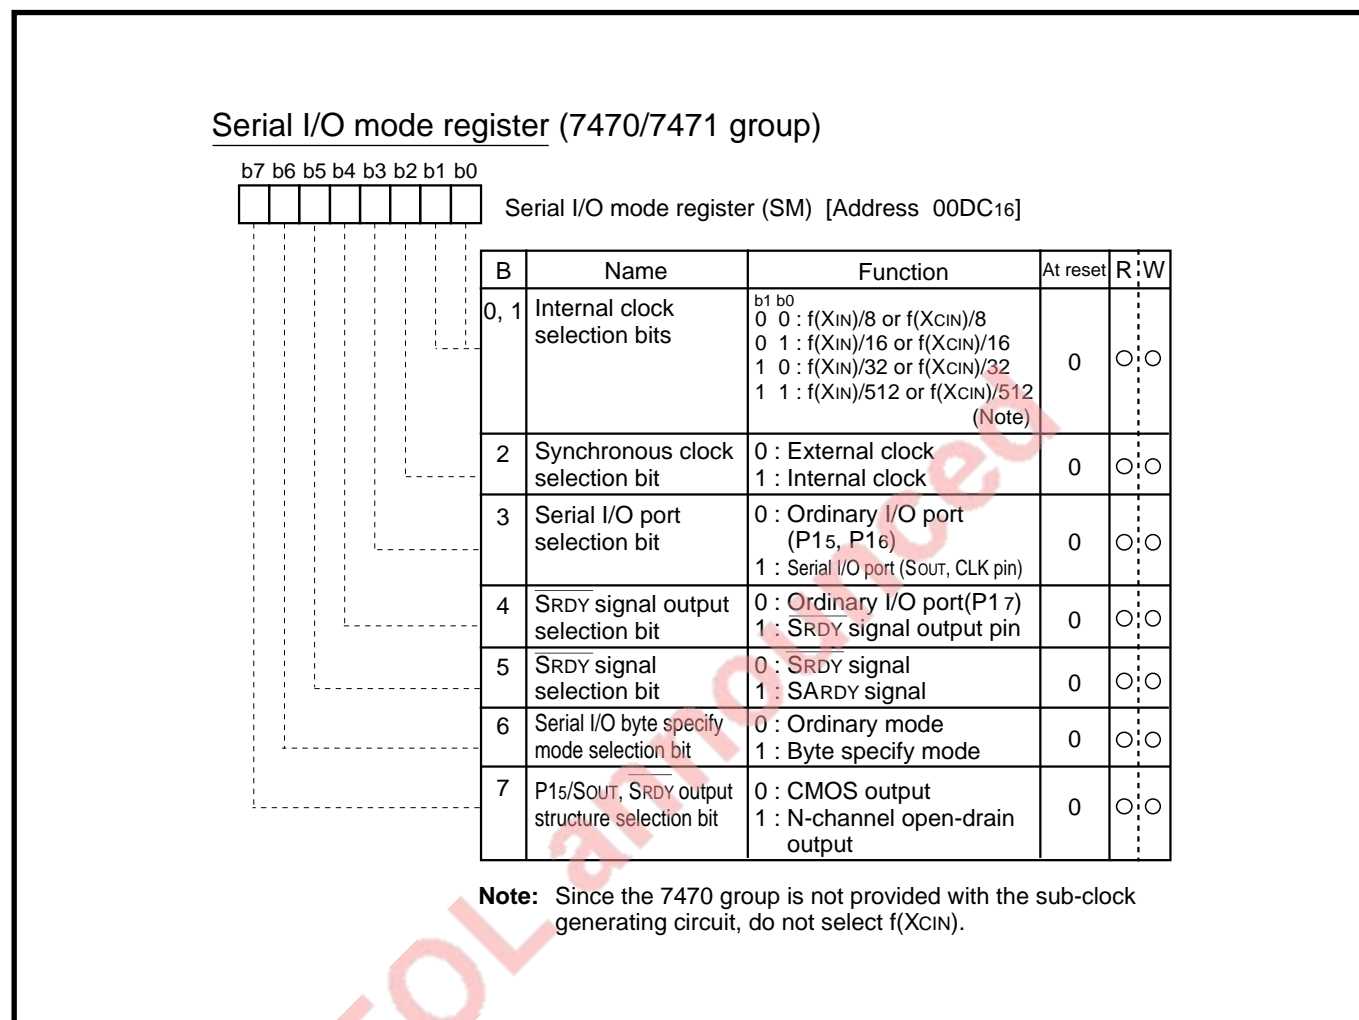 Serial I/O mode register (7470/7471 group)
b7 b6 b5 b4 b3 b2 b1 b0
Serial I/O mode register (SM) [Address 00DC16]
B Name Function At reset R W
0, 1 Internal clock selection bits
b1 b0
0 0 : f(XIN)/8 or f(XCIN)/8
0 1 : f(XIN)/16 or f(XCIN)/16
1 0 : f(XIN)/32 or f(XCIN)/32
1 1 : f(XIN)/512 or f(XCIN)/512
(Note)
0
2 Synchronous clock selection bit
0 : External clock
1 : Internal clock
0
3 Serial I/O port selection bit
0 : Ordinary I/O port
(P15, P16)
1 : Serial I/O port (SOUT, CLK pin)
0
4 SRDY signal output selection bit
0 : Ordinary I/O port(P17)
1 : SRDY signal output pin
0
5 SRDY signal selection bit
0 : SRDY signal
1 : SARDY signal
0
6 Serial I/O byte specify mode selection bit
0 : Ordinary mode
1 : Byte specify mode
0
7 P15/SOUT, SRDY output structure selection bit
0 : CMOS output
1 : N-channel open-drain
output
0
Note: Since the 7470 group is not provided with the sub-clock
generating circuit, do not select f(XCIN).
EOL announced